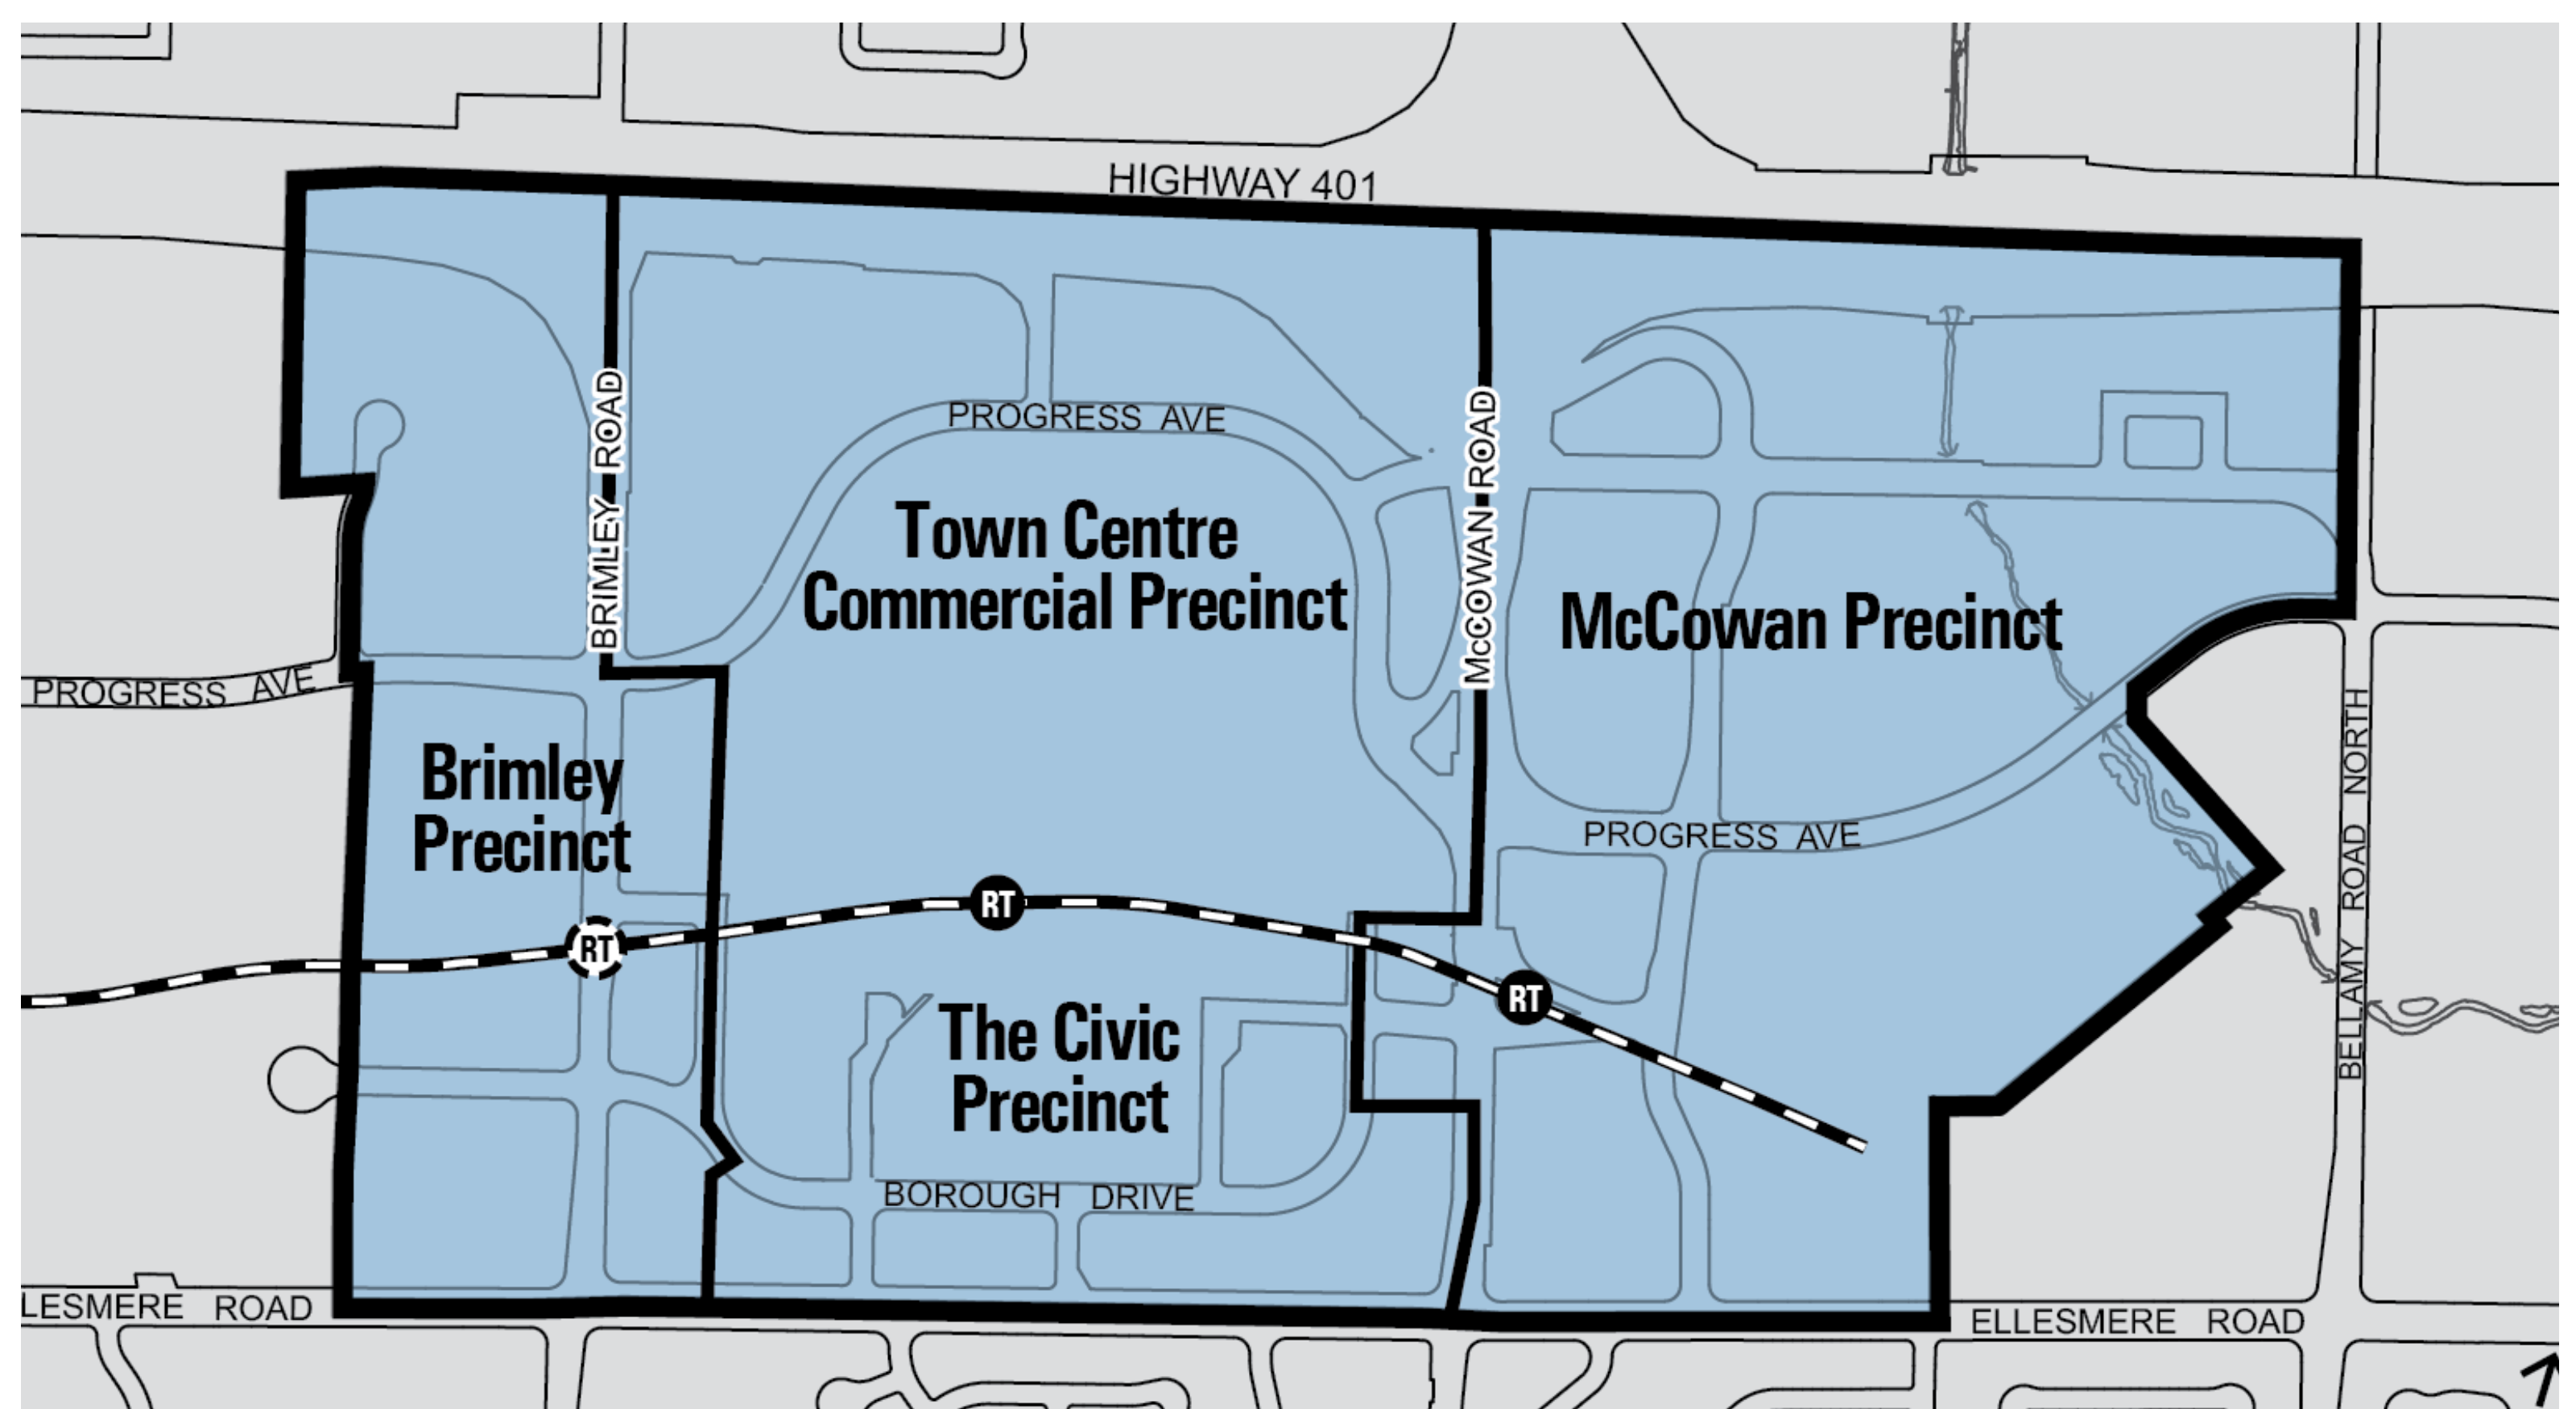 HIGHWAY 401
BRIMLEY ROAD
PROGRESS AVE
McCOWAN ROAD
Town Centre
Commercial Precinct
McCowan Precinct
PROGRESS AVE
Brimley
Precinct
PROGRESS AVE
BELLAMY ROAD NORTH
RT
RT
RT
The Civic
Precinct
BOROUGH DRIVE
LESMERE ROAD
ELLESMERE ROAD